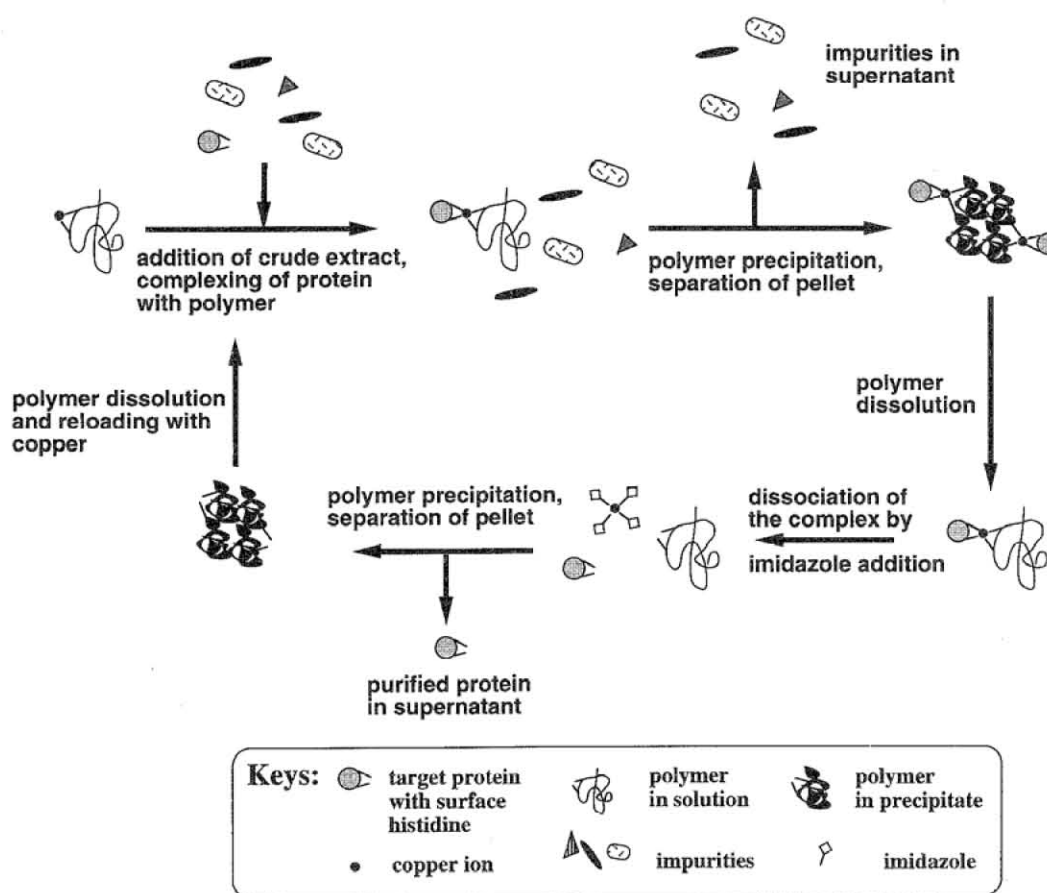 impurities in
supernatant
addition of crude extract,
complexing of protein
with polymer
polymer precipitation,
separation of pellet
polymer dissolution
and reloading with
copper
polymer
dissolution
polymer precipitation,
separation of pellet
dissociation of
the complex by
imidazole addition
purified protein
in supernatant
Keys:
target protein
with surface
histidine
polymer
in solution
polymer
in precipitate
copper ion
impurities
imidazole